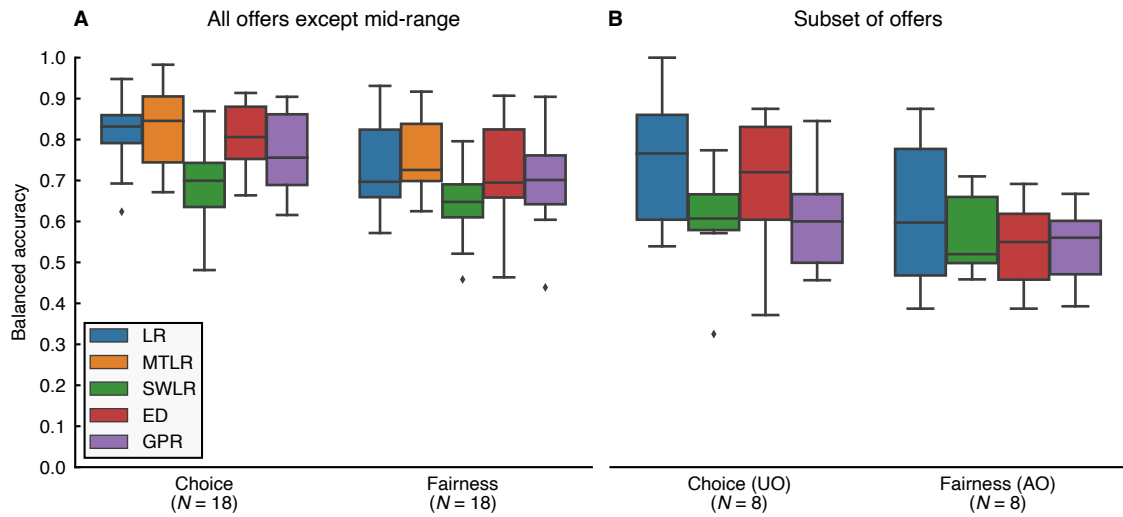 A All offers except mid-range
B Subset of offers
Balanced accuracy
1.0
0.9
0.8
0.7
0.6
0.5
0.4
0.3
0.2
0.1
0.0
LR
MTLR
SWLR
ED
GPR
Choice
(N = 18)
Fairness
(N = 18)
Choice (UO)
(N = 8)
Fairness (AO)
(N = 8)